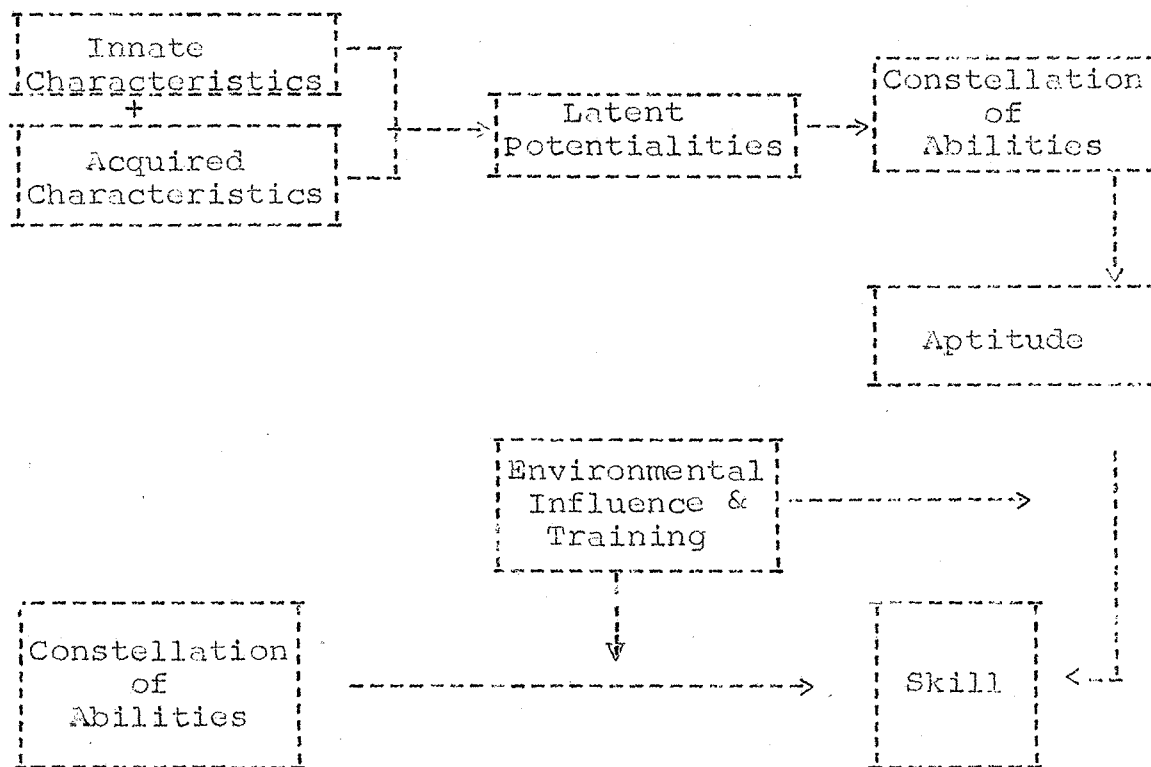 Innate
Characteristics
+
Acquired
Characteristics
Latent
Potentialities
Constellation
of
Abilities
Aptitude
Environmental
Influence &
Training
Constellation
of
Abilities
Skill